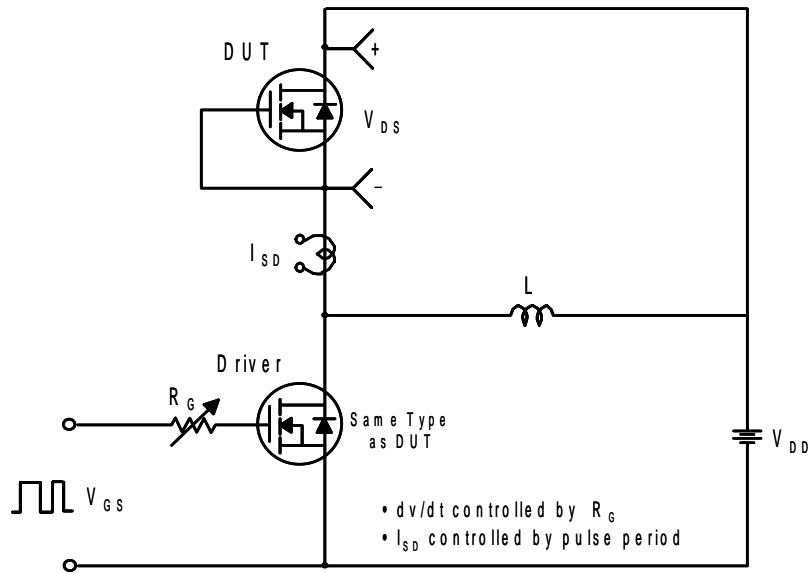 DUT
+
VDS
−
ISD
L
Driver
RG
Same Type
as DUT
VDD
VGS
• dv/dt controlled by RG
• ISD controlled by pulse period